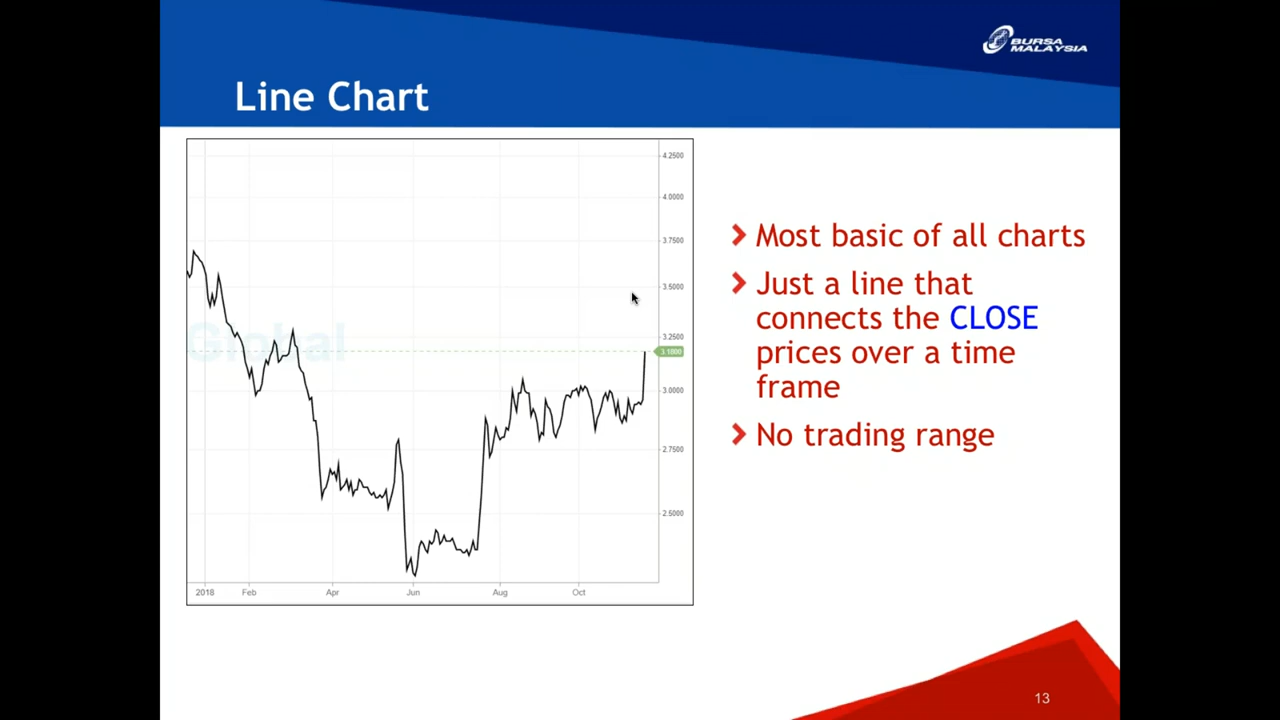 BURSA
MALAYSIA
Line Chart
Global
4.2500
4.0000
3.7500
3.5000
3.2500
3.1800
3.0000
2.7500
2.5000
2018 Feb Apr Jun Aug Oct
Most basic of all charts
Just a line that
connects the CLOSE
prices over a time
frame
No trading range
13